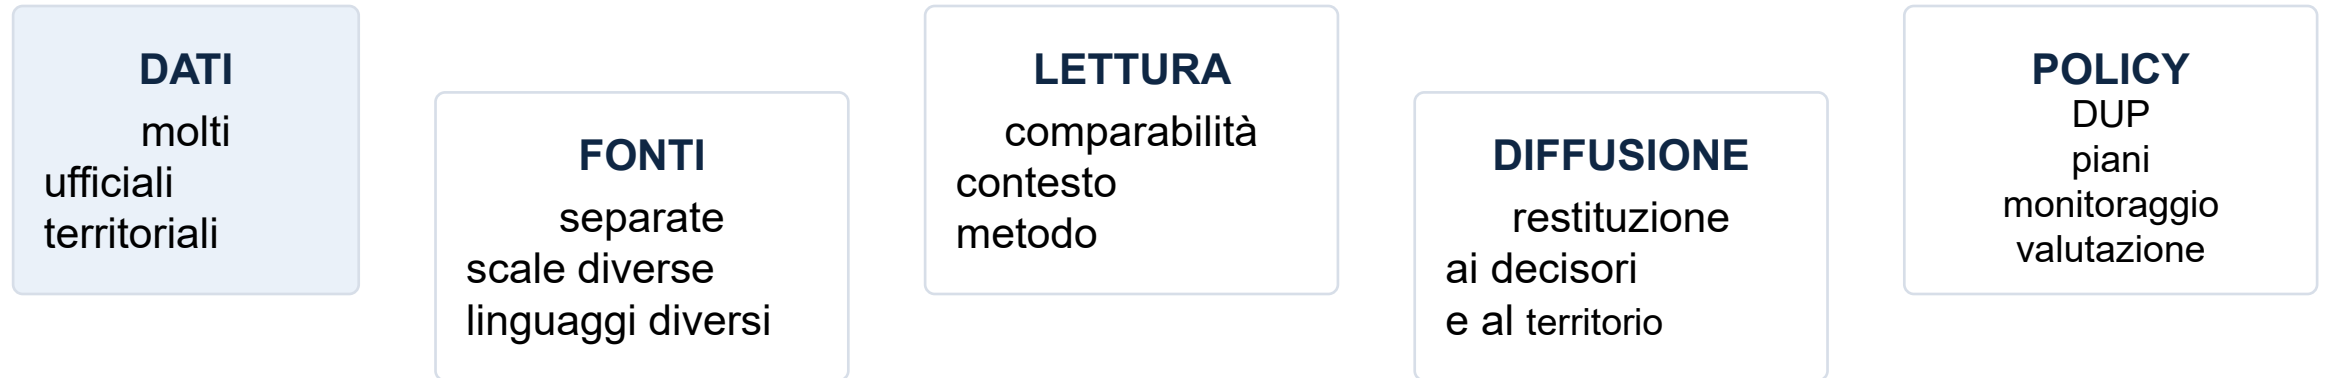 DATI
molti
ufficiali
territoriali
FONTI
separate
scale diverse
linguaggi diversi
LETTURA
comparabilità
contesto
metodo
DIFFUSIONE
restituzione
ai decisori
e al territorio
POLICY
DUP
piani
monitoraggio
valutazione